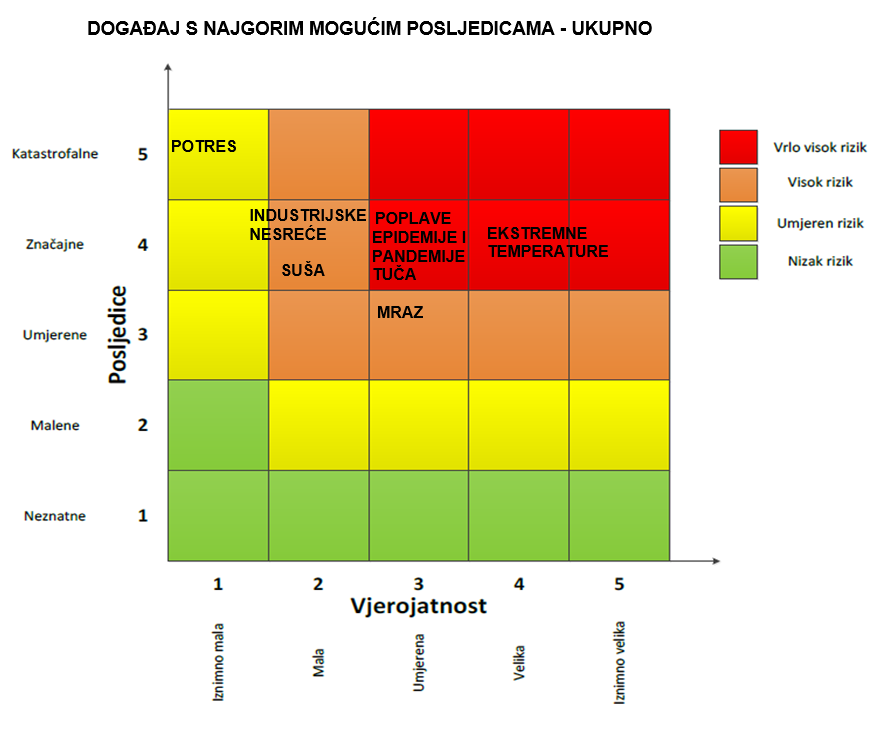 DOGAĐAJ S NAJGORIM MOGUĆIM POSLJEDICAMA - UKUPNO
Katastrofalne 5
POTRES
Značajne 4
INDUSTRIJSKE
NESREĆE
SUŠA
POPLAVE
EPIDEMIJE I
PANDEMIJE
TUČA
EKSTREMNE
TEMPERATURE
Umjerene 3
MRAZ
Malene 2
Neznatne 1
Posljedice
1 2 3 4 5
Vjerojatnost
Iznimno mala
Mala
Umjerena
Velika
Iznimno velika
Vrlo visok rizik
Visok rizik
Umjeren rizik
Nizak rizik